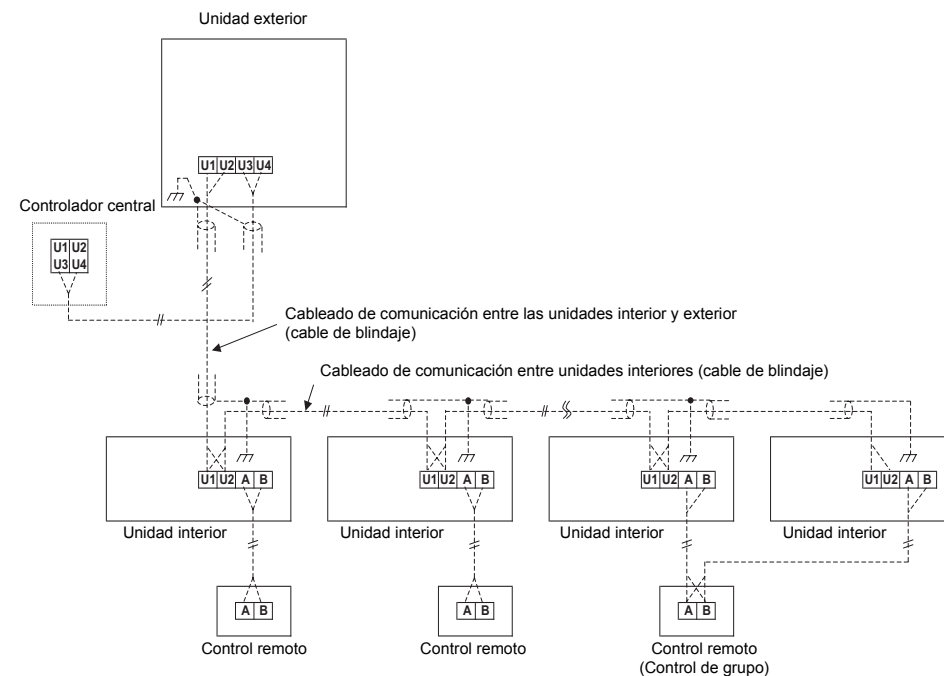 Unidad exterior
U1 U2 U3 U4
Controlador central
U1 U2
U3 U4
Cableado de comunicación entre las unidades interior y exterior
(cable de blindaje)
Cableado de comunicación entre unidades interiores (cable de blindaje)
U1 U2 A B
U1 U2 A B
U1 U2 A B
U1 U2 A B
Unidad interior
Unidad interior
Unidad interior
Unidad interior
A B
A B
A B
Control remoto
Control remoto
Control remoto
(Control de grupo)